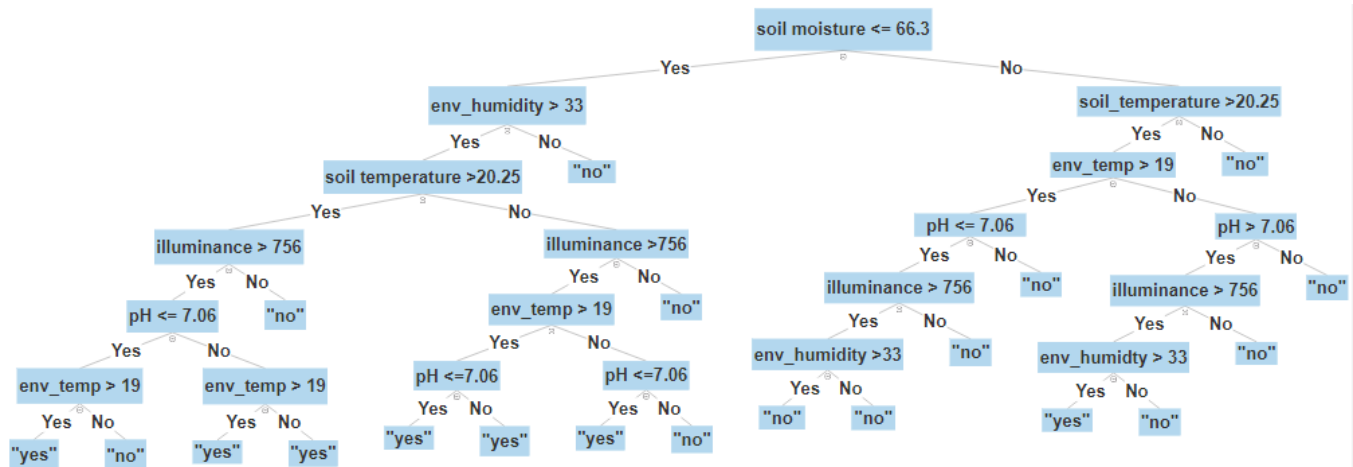 soil moisture <= 66.3
Yes
No
env_humidity > 33
soil_temperature >20.25
Yes
No
Yes
No
soil temperature >20.25
"no"
env_temp > 19
"no"
Yes
No
Yes
No
illuminance > 756
illuminance >756
pH <= 7.06
pH > 7.06
Yes
No
Yes
No
Yes
No
Yes
No
pH <= 7.06
"no"
env_temp > 19
"no"
illuminance > 756
"no"
illuminance > 756
"no"
Yes
No
Yes
No
Yes
No
Yes
No
env_temp > 19
env_temp > 19
pH <=7.06
pH <=7.06
env_humidity >33
"no"
env_humidty > 33
"no"
Yes
No
Yes
No
Yes
No
Yes
No
Yes
No
Yes
No
"yes"
"no"
"yes"
"yes"
"yes"
"yes"
"yes"
"no"
"no"
"no"
"yes"
"no"